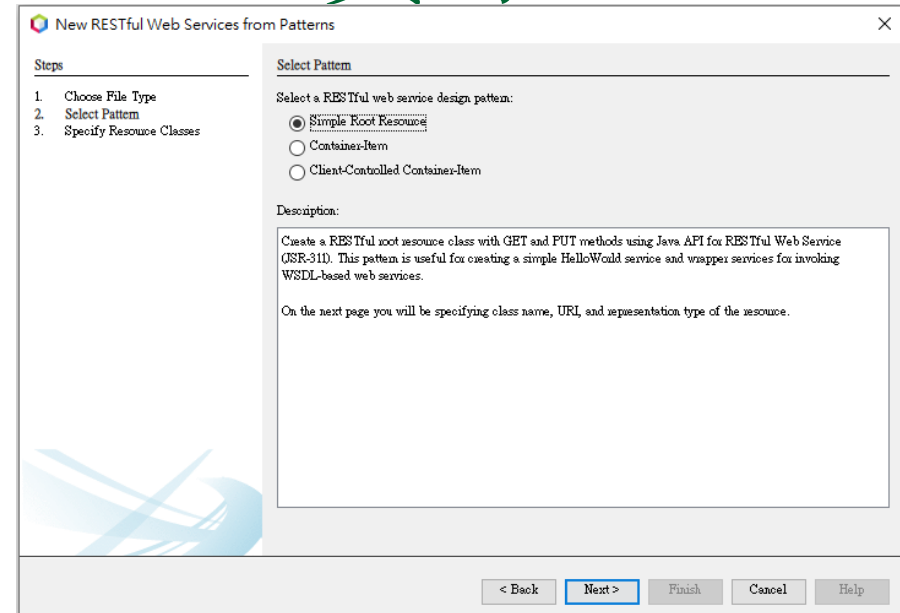 New RESTful Web Services from Patterns
Steps
1. Choose File Type
2. Select Pattern
3. Specify Resource Classes
Select Pattern
Select a RESTful web service design pattern:
Simple Root Resource
Container-Item
Client-Controlled Container-Item
Description:
Create a RESTful root resource class with GET and PUT methods using Java API for RESTful Web Service
(JSR-311). This pattern is useful for creating a simple HelloWorld service and wrapper services for invoking
WSDL-based web services.
On the next page you will be specifying class name, URI, and representation type of the resource.
< Back
Next >
Finish
Cancel
Help